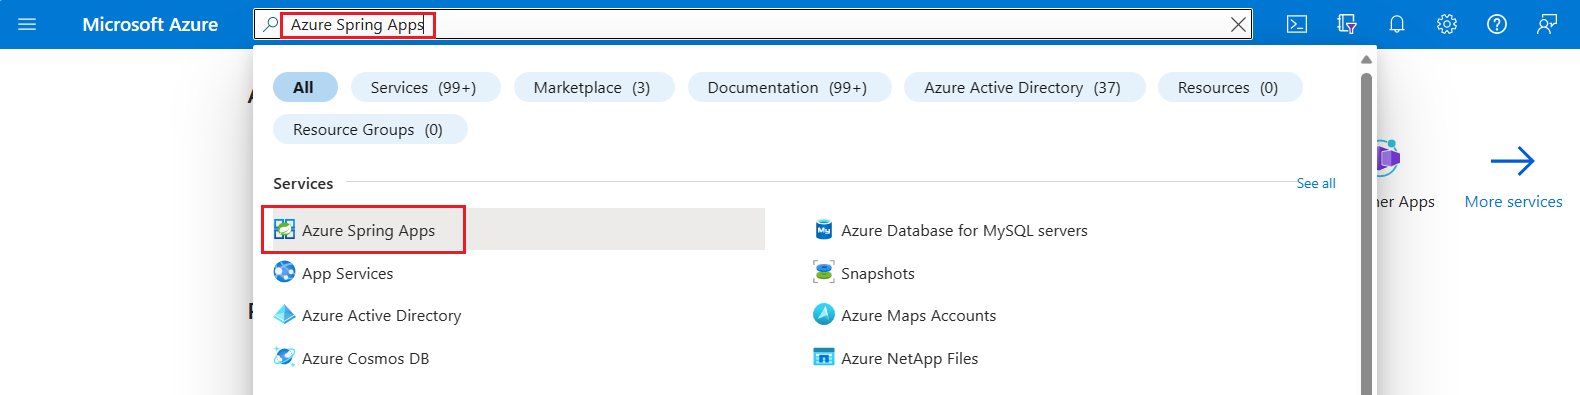 Microsoft Azure
Azure Spring Apps
All
Services (99+)
Marketplace (3)
Documentation (99+)
Azure Active Directory (37)
Resources (0)
Resource Groups (0)
Services
See all
Azure Spring Apps
Azure Database for MySQL servers
App Services
Snapshots
Azure Active Directory
Azure Maps Accounts
Azure Cosmos DB
Azure NetApp Files
Apps
More services